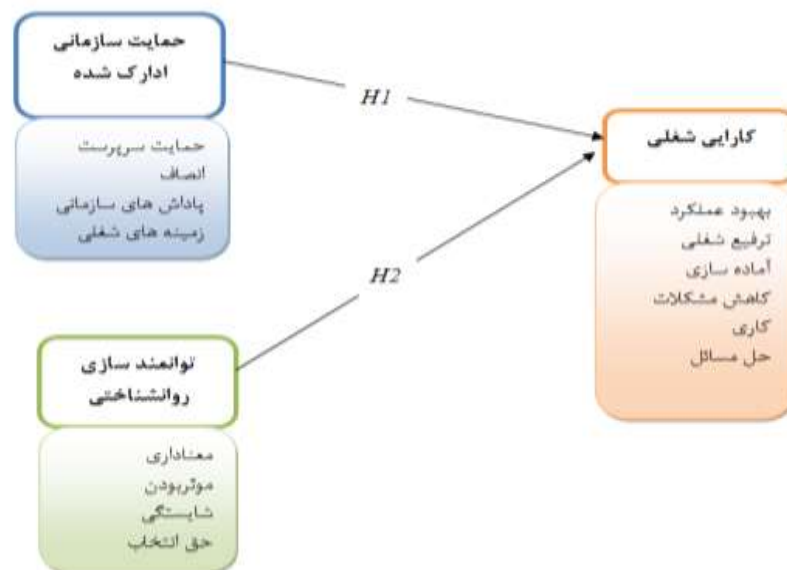 حمایت سازمانی
ادارک شده
حمایت سرپرست
انصاف
پاداش های سازمانی
زمینه های شغلی
H1
کارایی شغلی
بهبود عملکرد
ترفیع شغلی
آماده سازی
کاهش مشکلات
کاری
حل مسائل
H2
توانمند سازی
روانشناختی
معناداری
موثربودن
شایستگی
حق انتخاب